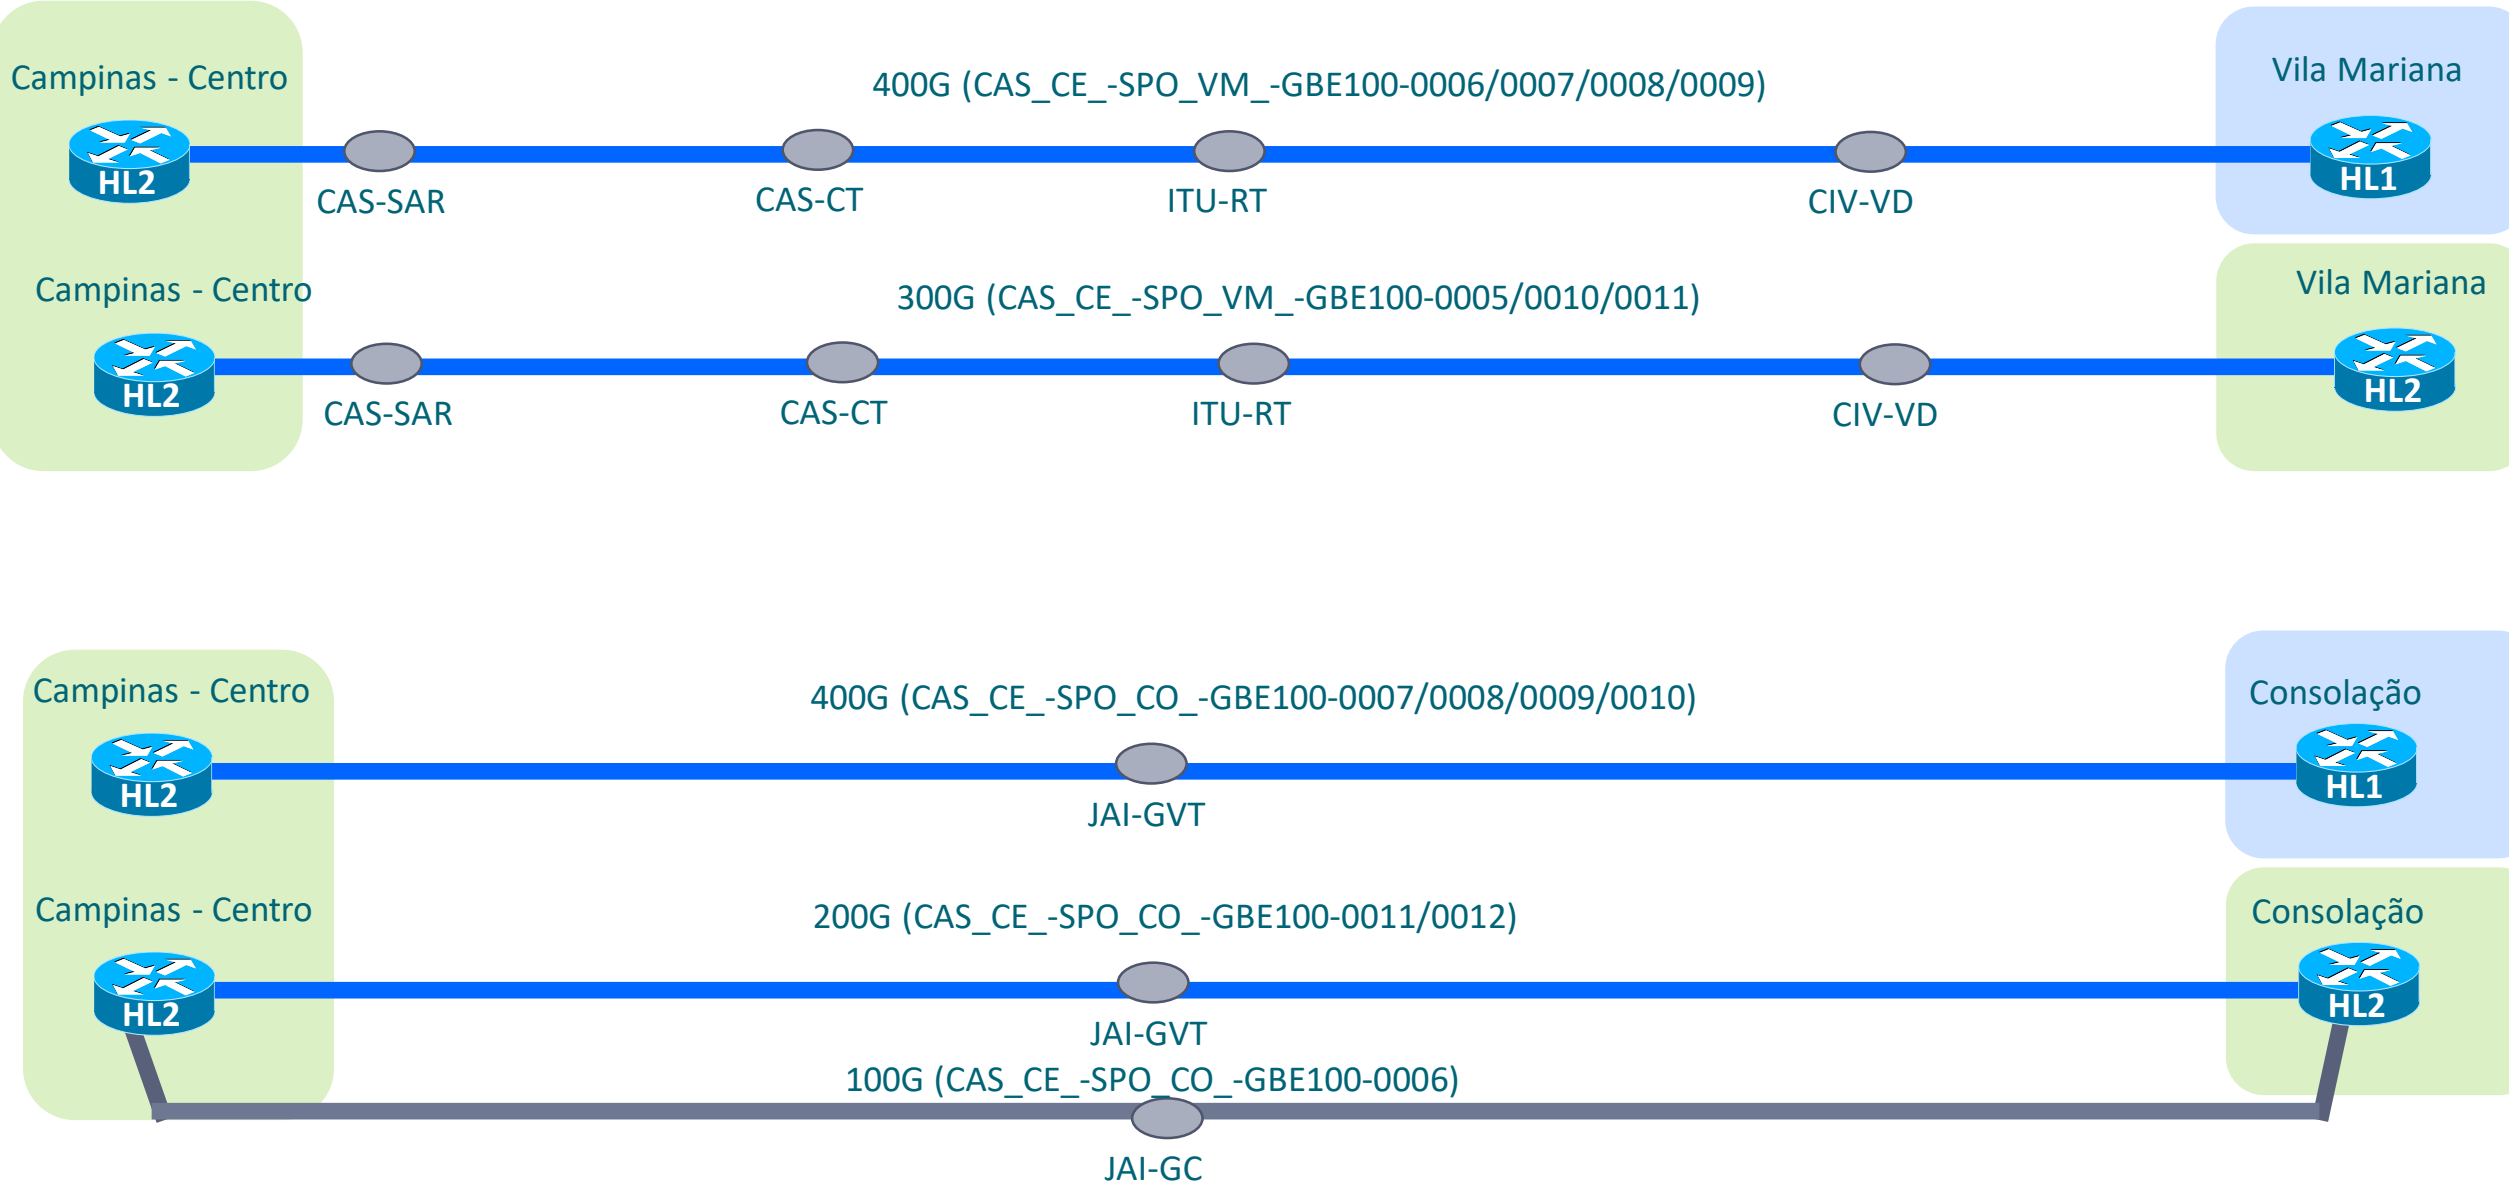 Campinas - Centro
400G (CAS_CE_-SPO_VM_-GBE100-0006/0007/0008/0009)
Vila Mariana
HL2
HL1
CAS-SAR
CAS-CT
ITU-RT
CIV-VD
Campinas - Centro
300G (CAS_CE_-SPO_VM_-GBE100-0005/0010/0011)
Vila Mariana
HL2
HL2
CAS-SAR
CAS-CT
ITU-RT
CIV-VD
Campinas - Centro
400G (CAS_CE_-SPO_CO_-GBE100-0007/0008/0009/0010)
Consolação
HL2
HL1
JAI-GVT
Campinas - Centro
200G (CAS_CE_-SPO_CO_-GBE100-0011/0012)
Consolação
HL2
HL2
JAI-GVT
100G (CAS_CE_-SPO_CO_-GBE100-0006)
JAI-GC